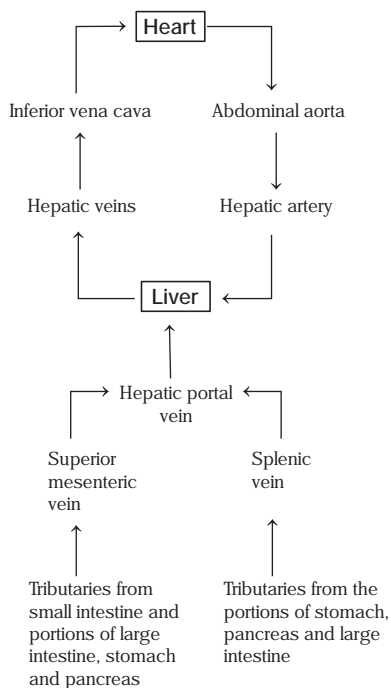 Heart
Inferior vena cava
Abdominal aorta
Hepatic veins
Hepatic artery
Liver
Hepatic portal
vein
Superior
mesenteric
vein
Splenic
vein
Tributaries from
small intestine and
portions of large
intestine, stomach
and pancreas
Tributaries from the
portions of stomach,
pancreas and large
intestine